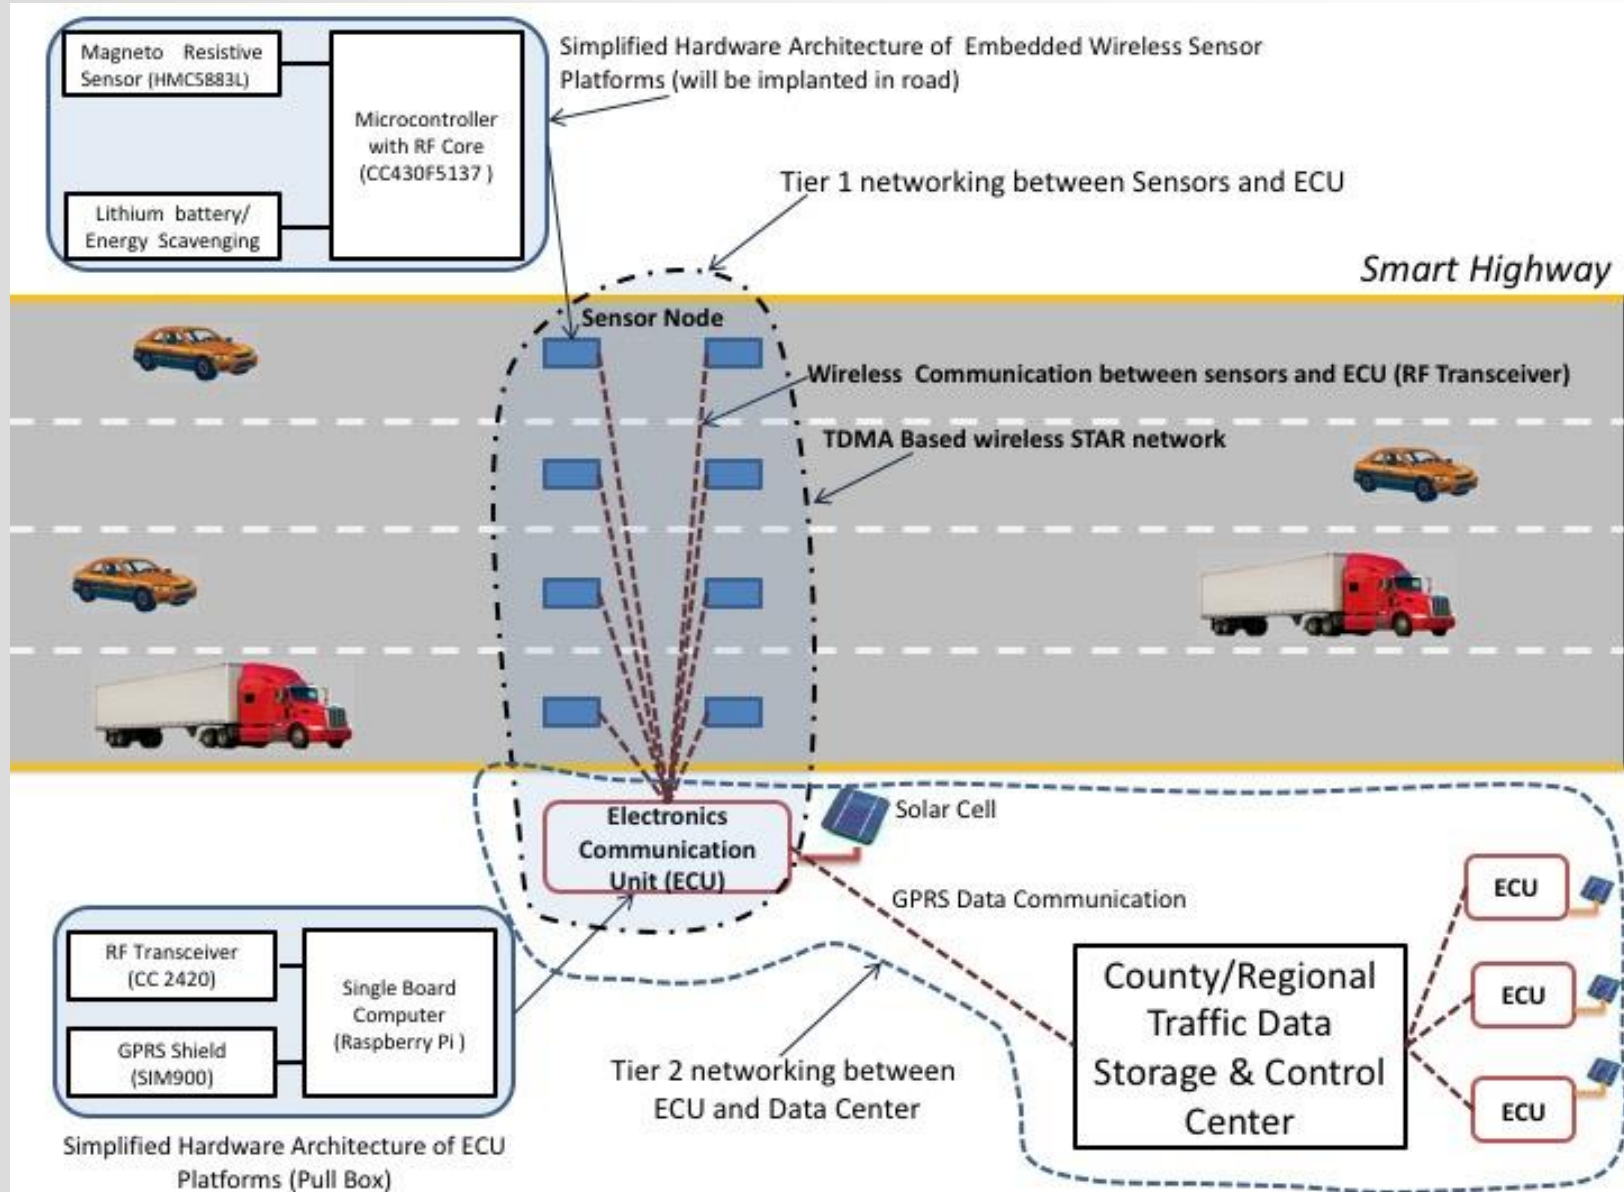 Magneto Resistive
Sensor (HMC5883L)
Microcontroller
with RF Core
(CC430F5137 )
Lithium battery/
Energy Scavenging
Simplified Hardware Architecture of Embedded Wireless Sensor
Platforms (will be implanted in road)
Tier 1 networking between Sensors and ECU
Smart Highway
Sensor Node
Wireless Communication between sensors and ECU (RF Transceiver)
TDMA Based wireless STAR network
Electronics
Communication
Unit (ECU)
Solar Cell
GPRS Data Communication
ECU
ECU
ECU
County/Regional
Traffic Data
Storage & Control
Center
RF Transceiver
(CC 2420)
GPRS Shield
(SIM900)
Single Board
Computer
(Raspberry Pi )
Tier 2 networking between
ECU and Data Center
Simplified Hardware Architecture of ECU
Platforms (Pull Box)